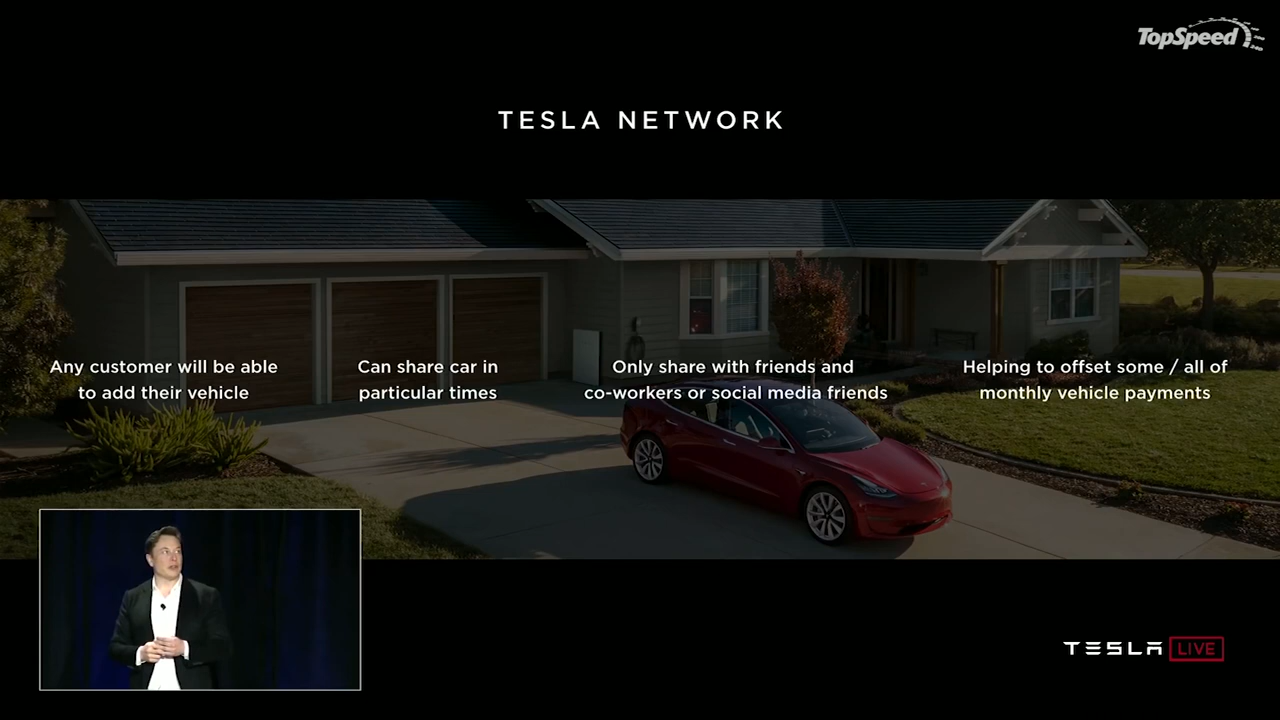 TopSpeed
TESLA NETWORK
Any customer will be able
to add their vehicle
Can share car in
particular times
Only share with friends and
co-workers or social media friends
Helping to offset some / all of
monthly vehicle payments
TESLA LIVE